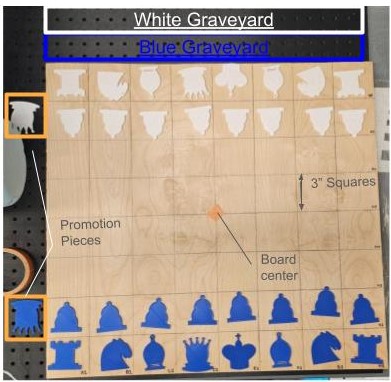 White Graveyard
Blue Graveyard
3" Squares
Promotion
Pieces
Board
center